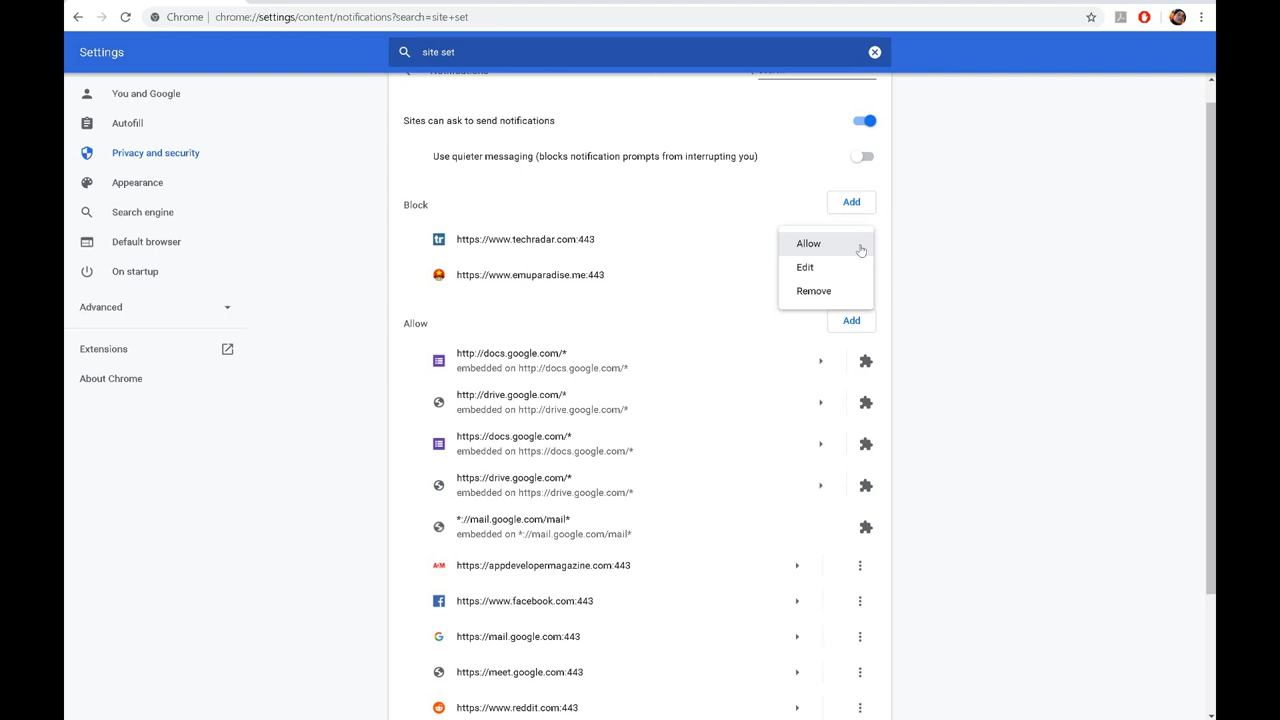 Chrome | chrome://settings/content/notifications?search=site+set
Settings
site set
Notifications
You and Google
Autofill
Privacy and security
Appearance
Search engine
Default browser
On startup
Advanced
Extensions
About Chrome
Sites can ask to send notifications
Use quieter messaging (blocks notification prompts from interrupting you)
Block
Add
https://www.techradar.com:443
https://www.emuparadise.me:443
Allow
Edit
Remove
Allow
Add
http://docs.google.com/*
embedded on http://docs.google.com/*
http://drive.google.com/*
embedded on http://drive.google.com/*
https://docs.google.com/*
embedded on https://docs.google.com/*
https://drive.google.com/*
embedded on https://drive.google.com/*
*://mail.google.com/mail*
embedded on *://mail.google.com/mail*
https://appdevelopermagazine.com:443
https://www.facebook.com:443
https://mail.google.com:443
https://meet.google.com:443
https://www.reddit.com:443